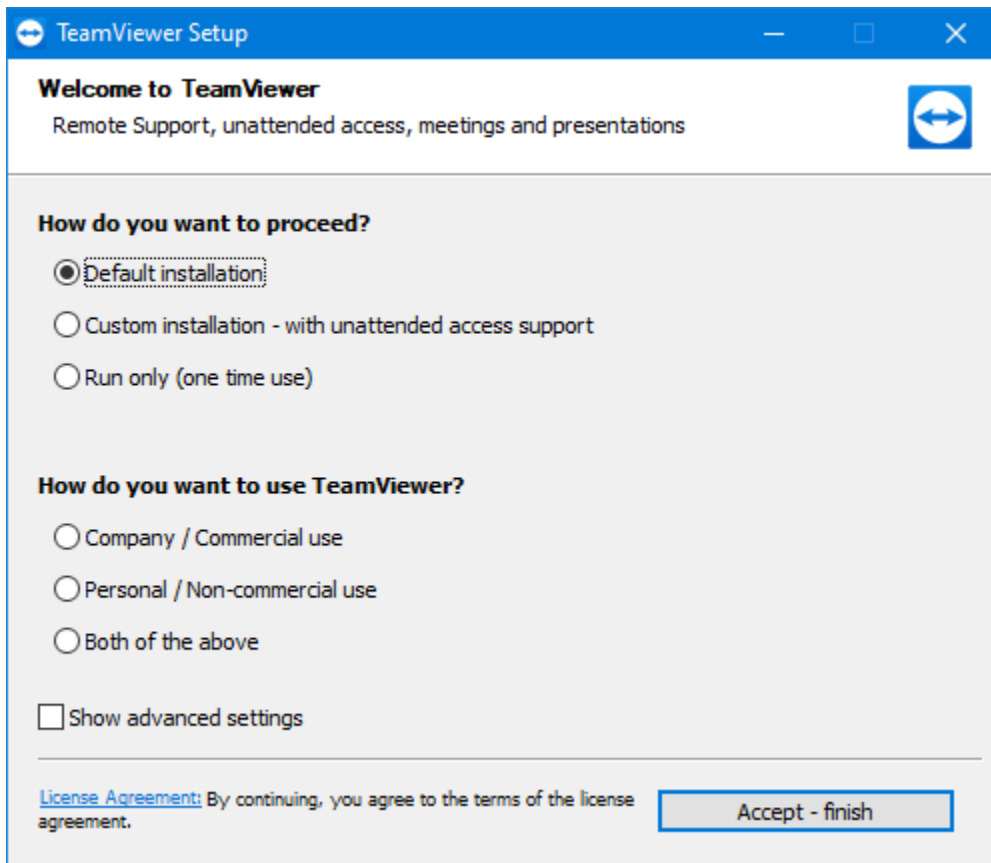 TeamViewer Setup
Welcome to TeamViewer
Remote Support, unattended access, meetings and presentations
How do you want to proceed?
Default installation
Custom installation - with unattended access support
Run only (one time use)
How do you want to use TeamViewer?
Company / Commercial use
Personal / Non-commercial use
Both of the above
Show advanced settings
License Agreement: By continuing, you agree to the terms of the license
agreement.
Accept - finish